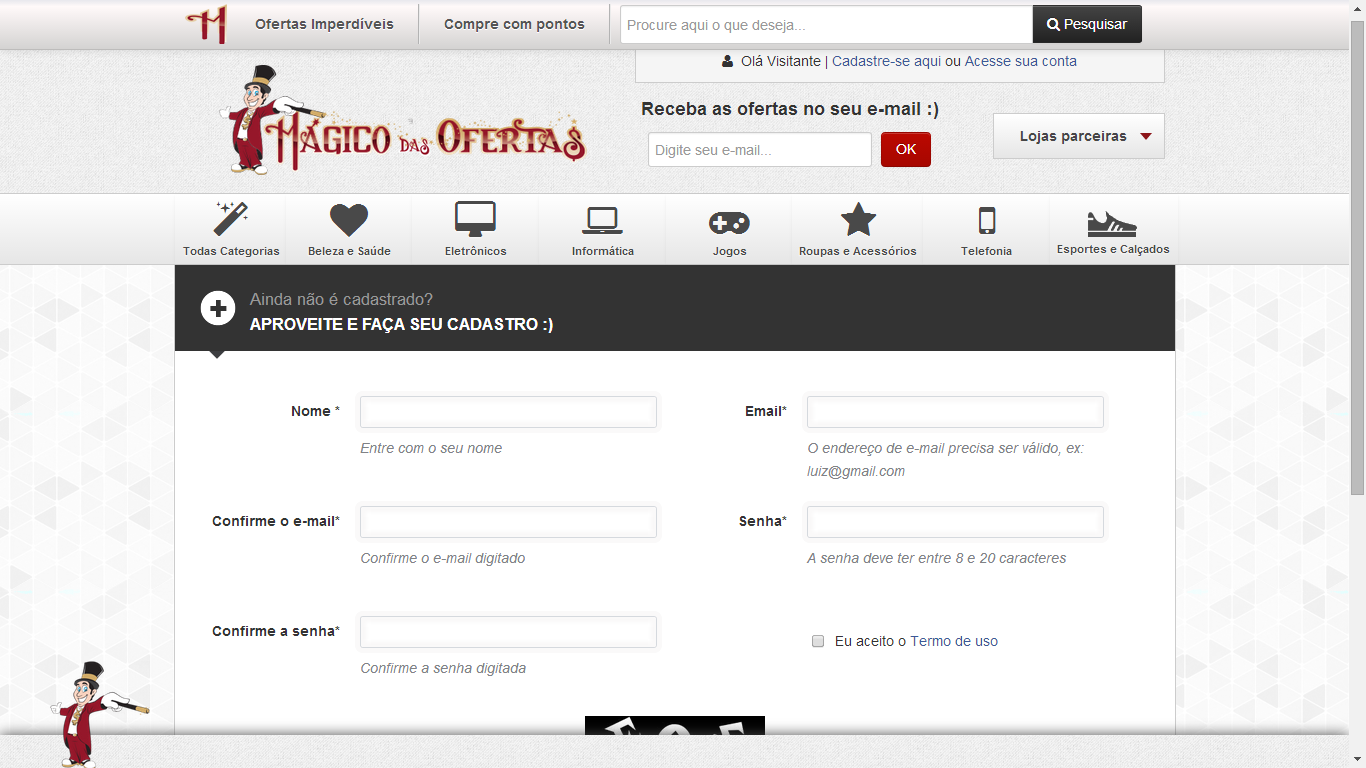 Ofertas Imperdíveis
Compre com pontos
Procure aqui o que deseja...
Pesquisar
Olá Visitante | Cadastre-se aqui ou Acesse sua conta
MÁGICO DAS OFERTAS
Receba as ofertas no seu e-mail :)
Digite seu e-mail...
OK
Lojas parceiras
Todas Categorias
Beleza e Saúde
Eletrônicos
Informática
Jogos
Roupas e Acessórios
Telefonia
Esportes e Calçados
Ainda não é cadastrado?
APROVEITE E FAÇA SEU CADASTRO :)
Nome *
Entre com o seu nome
Email*
O endereço de e-mail precisa ser válido, ex:
luiz@gmail.com
Confirme o e-mail*
Confirme o e-mail digitado
Senha*
A senha deve ter entre 8 e 20 caracteres
Confirme a senha*
Confirme a senha digitada
Eu aceito o Termo de uso